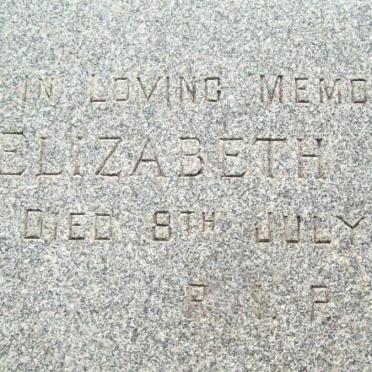 IN LOVING MEMO
ELIZABETH
DIED 8TH JULY
R. I. P.